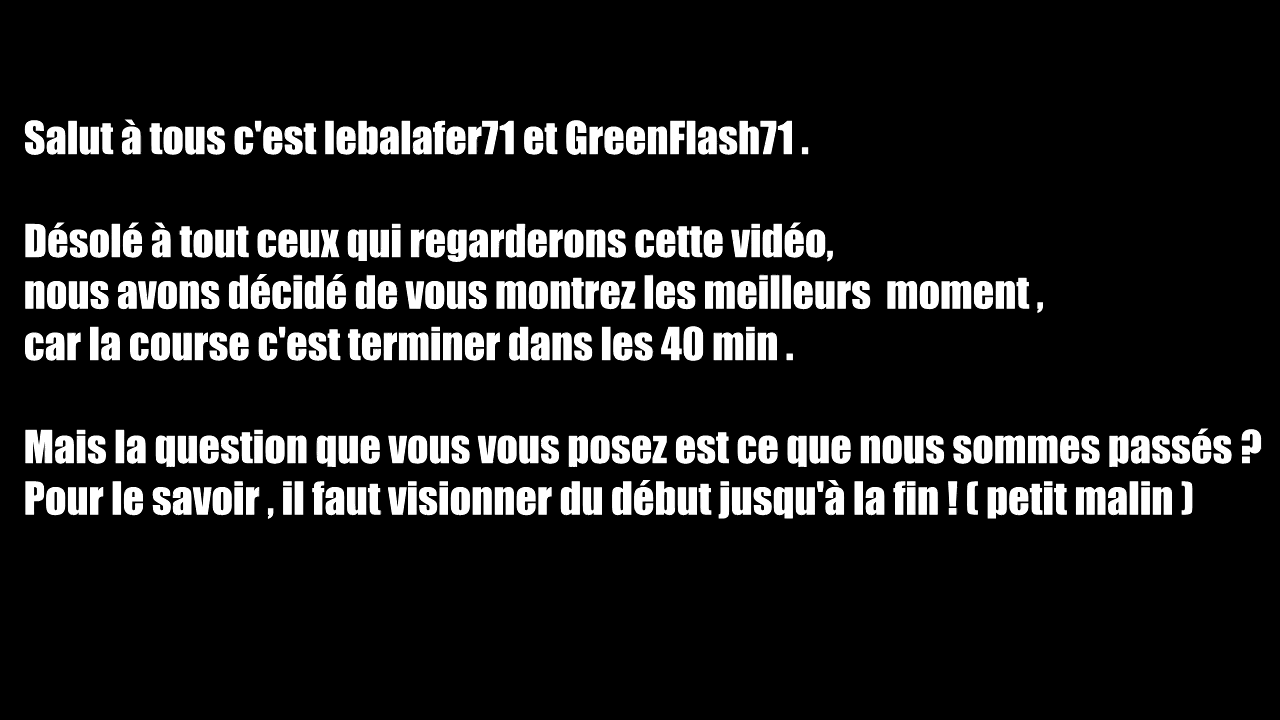 Salut à tous c'est lebalafer71 et GreenFlash71 .
Désolé à tout ceux qui regarderons cette vidéo,
nous avons décidé de vous montrez les meilleurs  moment ,
car la course c'est terminer dans les 40 min .
Mais la question que vous vous posez est ce que nous sommes passés ?
Pour le savoir , il faut visionner du début jusqu'à la fin ! ( petit malin )